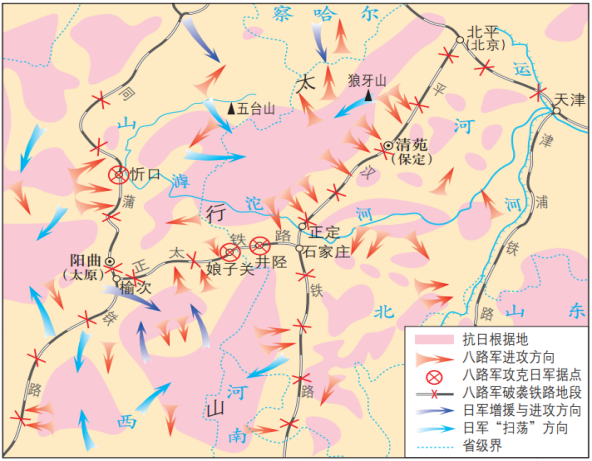 察哈尔
北平
(北京)
太
狼牙山
运
天津
同
五台山
平
山
河
清苑
(保定)
津
忻口
滹
汉
蒲
沱
河
河
浦
行
正定
铁
路
铁
阳曲
太
石家庄
(太原)
正
娘子关
井陉
榆次
铁
路
北
山
东
铁
路
路
河
山
西
南
抗日根据地
八路军进攻方向
八路军攻克日军据点
八路军破袭铁路地段
日军增援与进攻方向
日军“扫荡”方向
省级界